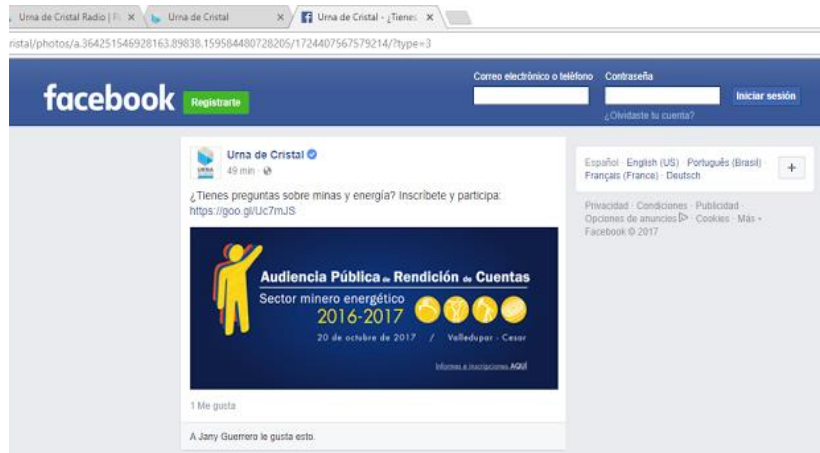 Urna de Cristal Radio |
Urna de Cristal
Urna de Cristal - ¿Tienes
ristal/photos/a.364251546928163.89838.159584480728205/1724407567579214/?type=3
facebook
Registrarte
Correo electrónico o teléfono
Contraseña
Iniciar sesión
¿Olvidaste tu cuenta?
Urna de Cristal
49 min
¿Tienes preguntas sobre minas y energía? Inscríbete y participa:
https://goo.gl/Uc7mJS
Audiencia Pública de Rendición de Cuentas
Sector minero energético
2016-2017
20 de octubre de 2017 / Valledupar - Cesar
Informes e inscripciones AQUÍ
1 Me gusta
A Jany Guerrero le gusta esto.
Español · English (US) · Português (Brasil) ·
Français (France) · Deutsch
Privacidad · Condiciones · Publicidad ·
Opciones de anuncios · Cookies · Más
Facebook © 2017